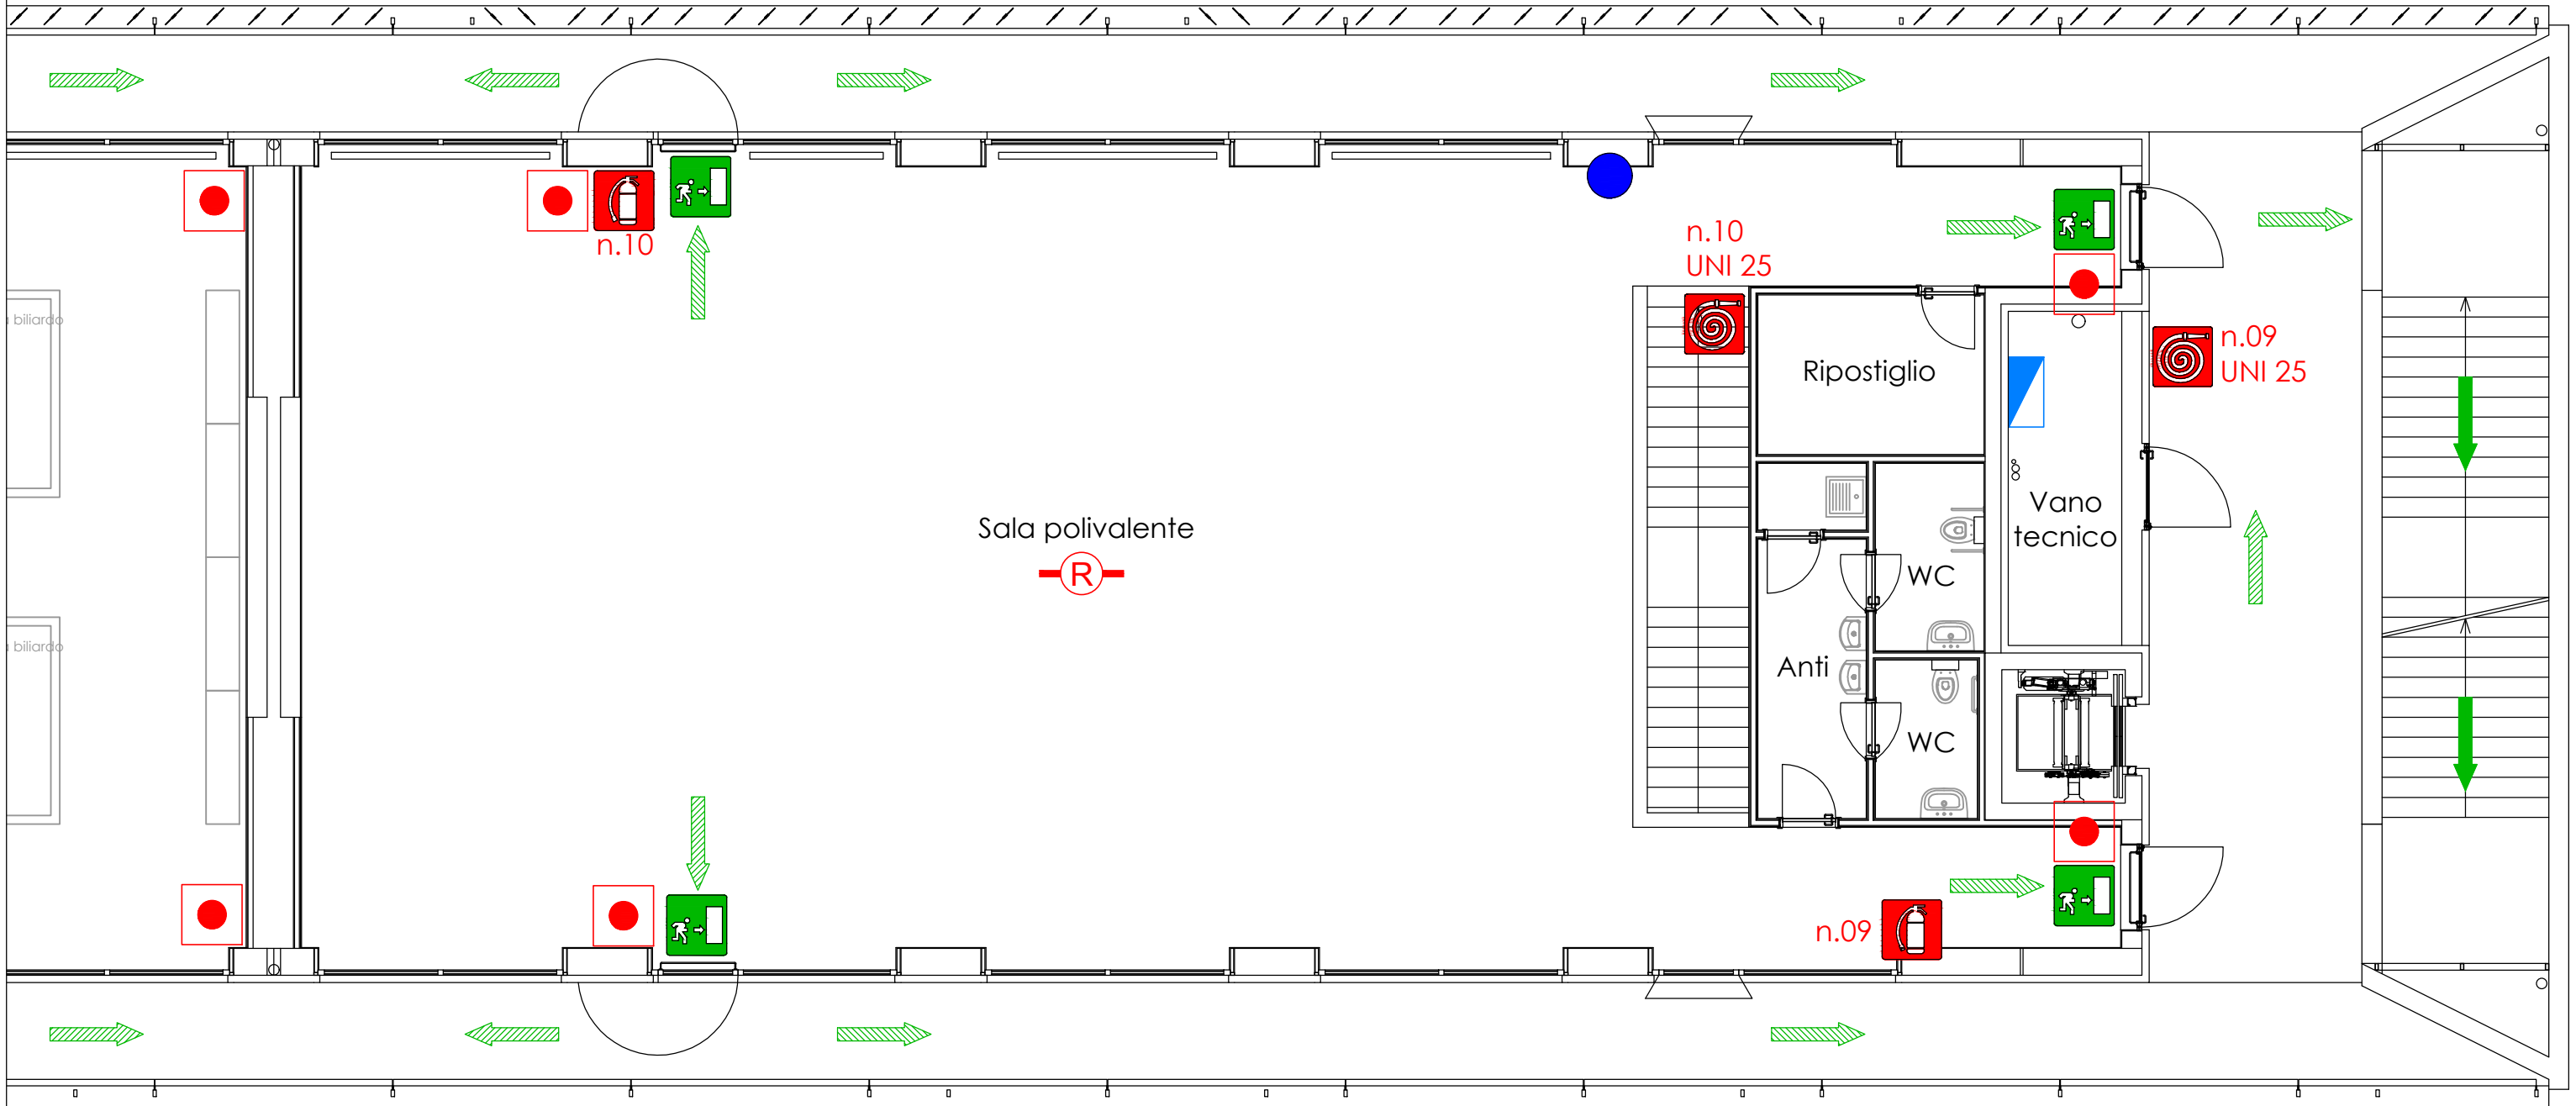 n.10
n.10
UNI 25
biliardo
n.09
UNI 25
Ripostiglio
Sala polivalente
R
Vano
tecnico
WC
biliardo
Anti
WC
n.09